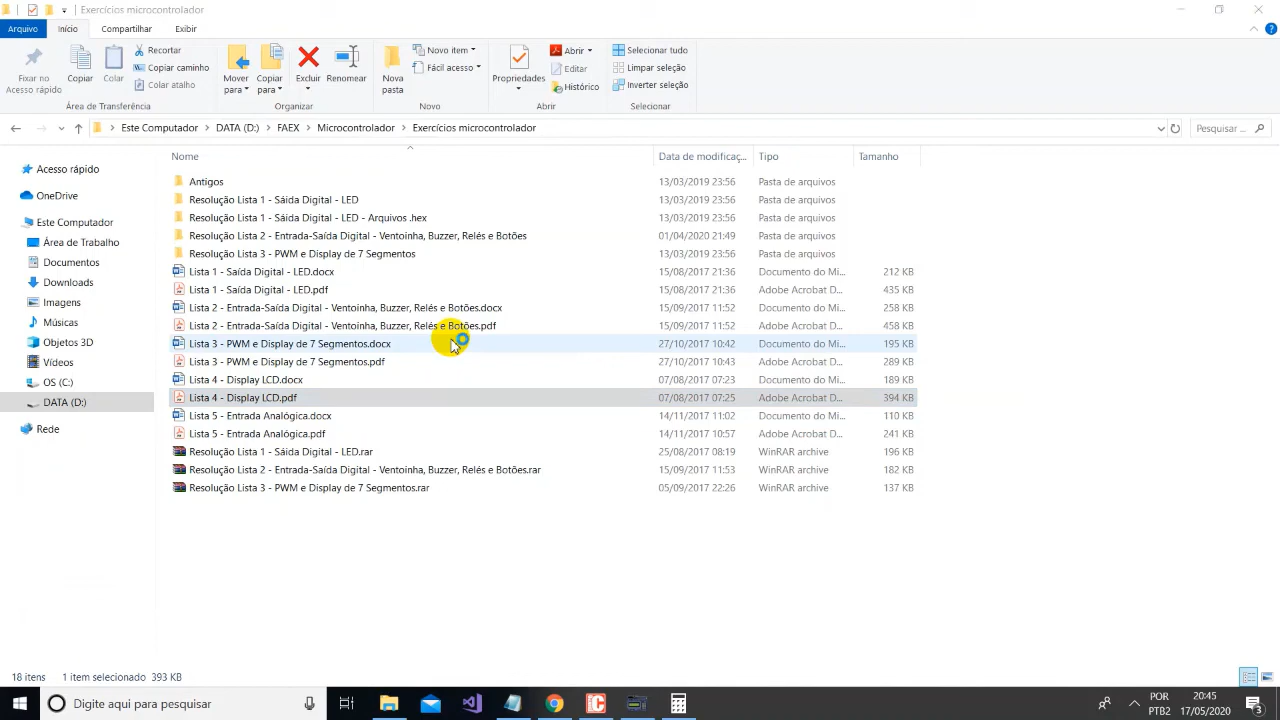 Exercícios microcontrolador
Arquivo Início Compartilhar Exibir
Fixar no Acesso rápido
Copiar
Colar
Recortar
Copiar caminho
Colar atalho
Área de Transferência
Mover para
Copiar para
Excluir
Renomear
Organizar
Nova pasta
Novo item
Fácil acesso
Novo
Propriedades
Abrir
Editar
Histórico
Abrir
Selecionar tudo
Limpar seleção
Inverter seleção
Selecionar
Este Computador > DATA (D:) > FAEX > Microcontrolador > Exercícios microcontrolador
Pesquisar ...
Nome Data de modificaç... Tipo Tamanho
Acesso rápido
OneDrive
Este Computador
Área de Trabalho
Documentos
Downloads
Imagens
Músicas
Objetos 3D
Vídeos
OS (C:)
DATA (D:)
Rede
Antigos 13/03/2019 23:56 Pasta de arquivos
Resolução Lista 1 - Sáida Digital - LED 13/03/2019 23:56 Pasta de arquivos
Resolução Lista 1 - Sáida Digital - LED - Arquivos .hex 13/03/2019 23:56 Pasta de arquivos
Resolução Lista 2 - Entrada-Saída Digital - Ventoinha, Buzzer, Relés e Botões 01/04/2020 21:49 Pasta de arquivos
Resolução Lista 3 - PWM e Display de 7 Segmentos 13/03/2019 23:56 Pasta de arquivos
Lista 1 - Saída Digital - LED.docx 15/08/2017 21:36 Documento do Mi... 212 KB
Lista 1 - Saída Digital - LED.pdf 15/08/2017 21:36 Adobe Acrobat D... 435 KB
Lista 2 - Entrada-Saída Digital - Ventoinha, Buzzer, Relés e Botões.docx 15/09/2017 11:52 Documento do Mi... 258 KB
Lista 2 - Entrada-Saída Digital - Ventoinha, Buzzer, Relés e Botões.pdf 15/09/2017 11:52 Adobe Acrobat D... 458 KB
Lista 3 - PWM e Display de 7 Segmentos.docx 27/10/2017 10:42 Documento do Mi... 195 KB
Lista 3 - PWM e Display de 7 Segmentos.pdf 27/10/2017 10:43 Adobe Acrobat D... 289 KB
Lista 4 - Display LCD.docx 07/08/2017 07:23 Documento do Mi... 189 KB
Lista 4 - Display LCD.pdf 07/08/2017 07:25 Adobe Acrobat D... 394 KB
Lista 5 - Entrada Analógica.docx 14/11/2017 11:02 Documento do Mi... 110 KB
Lista 5 - Entrada Analógica.pdf 14/11/2017 10:57 Adobe Acrobat D... 241 KB
Resolução Lista 1 - Sáida Digital - LED.rar 25/08/2017 08:19 WinRAR archive 196 KB
Resolução Lista 2 - Entrada-Saída Digital - Ventoinha, Buzzer, Relés e Botões.rar 15/09/2017 11:53 WinRAR archive 182 KB
Resolução Lista 3 - PWM e Display de 7 Segmentos.rar 05/09/2017 22:26 WinRAR archive 137 KB
18 itens 1 item selecionado 393 KB
Digite aqui para pesquisar
POR
PTB2
20:45
17/05/2020
3